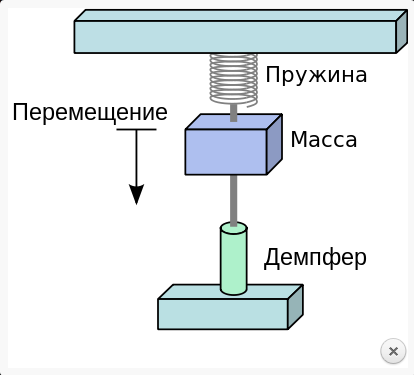 Пружина
Перемещение
Масса
Демпфер